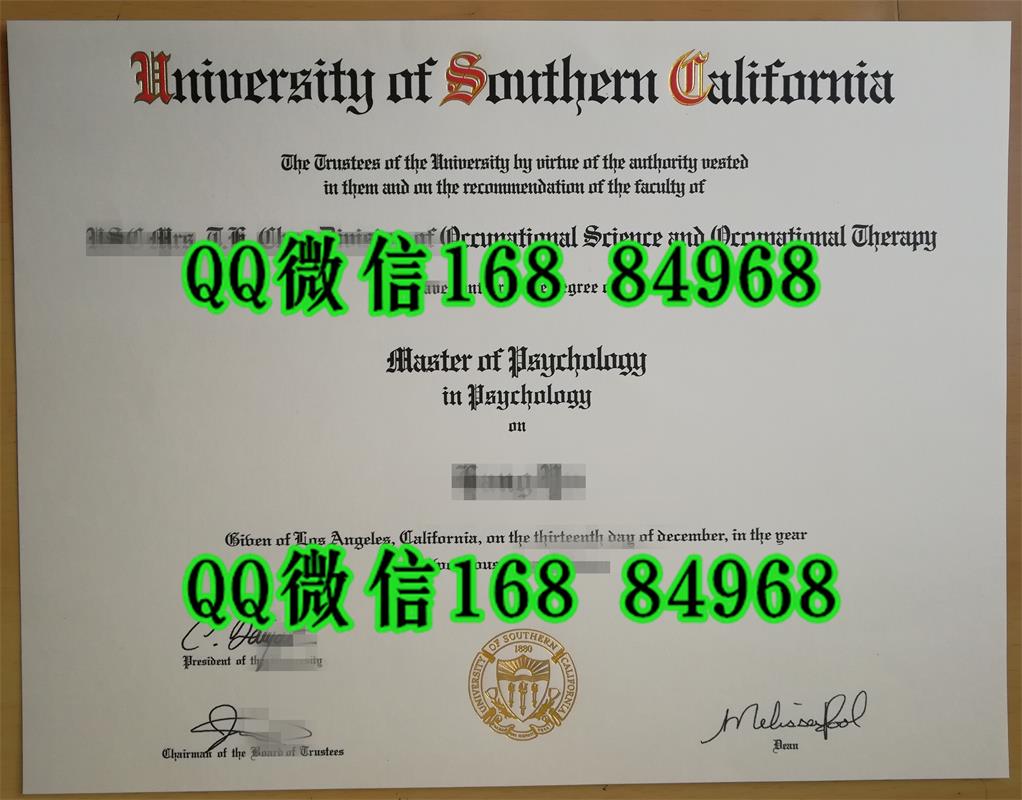 University of Southern California
The Trustees of the University by virtue of the authority vested
in them and on the recommendation of the faculty of
Mrs. T.H. Division of Occupational Science and Occupational Therapy
QQ微信168 84968
Master of Psychology
in Psychology
on
Given of Los Angeles, California, on the thirteenth day of december, in the year
QQ微信168 84968
President of the
UNIVERSITY OF SOUTHERN CALIFORNIA
1880
Chairman of the Board of Trustees
Dean